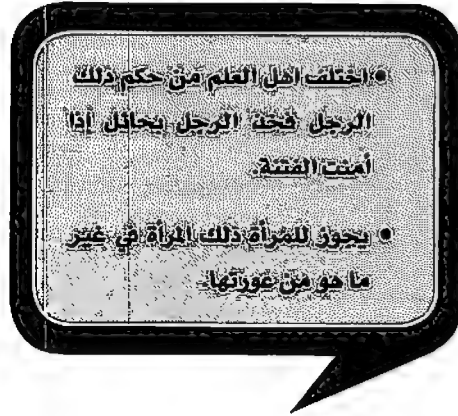 • اختلف أهل العلم من حكم ذلك
الرجل فخذ الرجل بحائل إذا
أمنت الفتنة.
• يجوز للمرأة ذلك المرأة في غير
ما هو من عورتها.